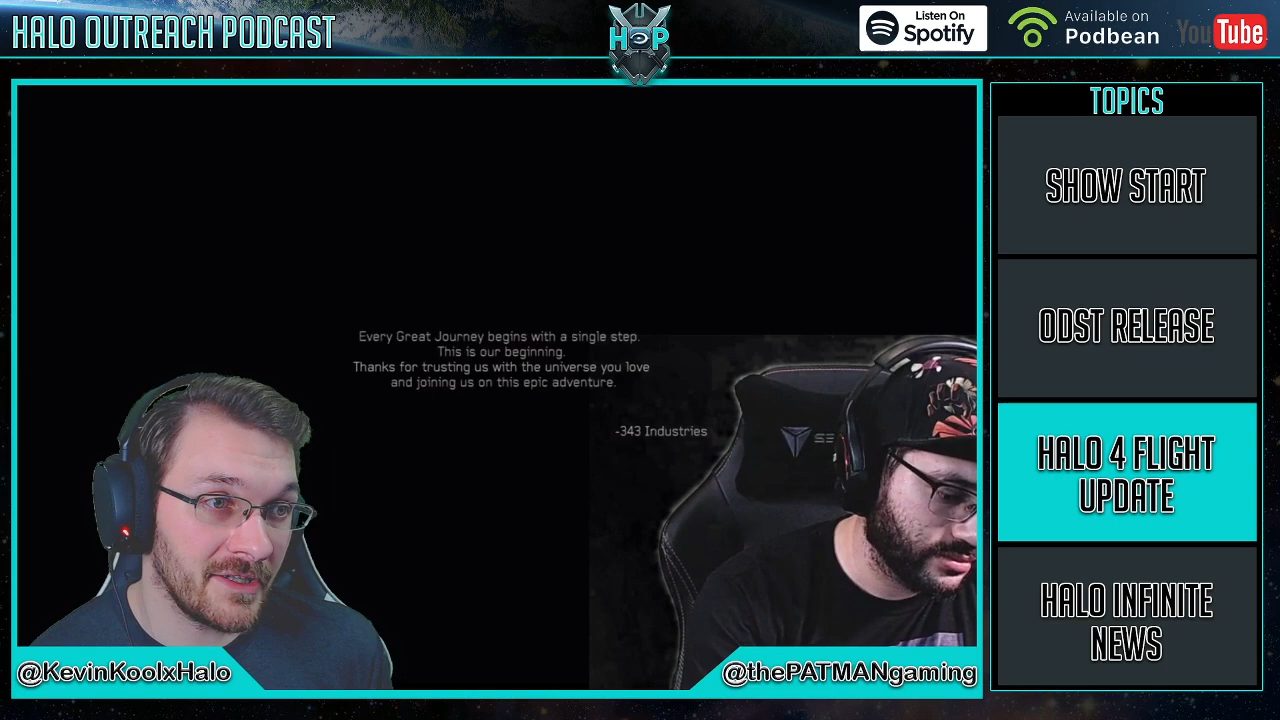 HALO OUTREACH PODCAST
HOP
Listen On
Spotify
Available on
Podbean
YouTube
TOPICS
SHOW START
ODST RELEASE
HALO 4 FLIGHT
UPDATE
HALO INFINITE
NEWS
Every Great Journey begins with a single step.
This is our beginning.
Thanks for trusting us with the universe you love
and joining us on this epic adventure.
-343 Industries
@KevinKoolxHalo
@thePATMANgaming